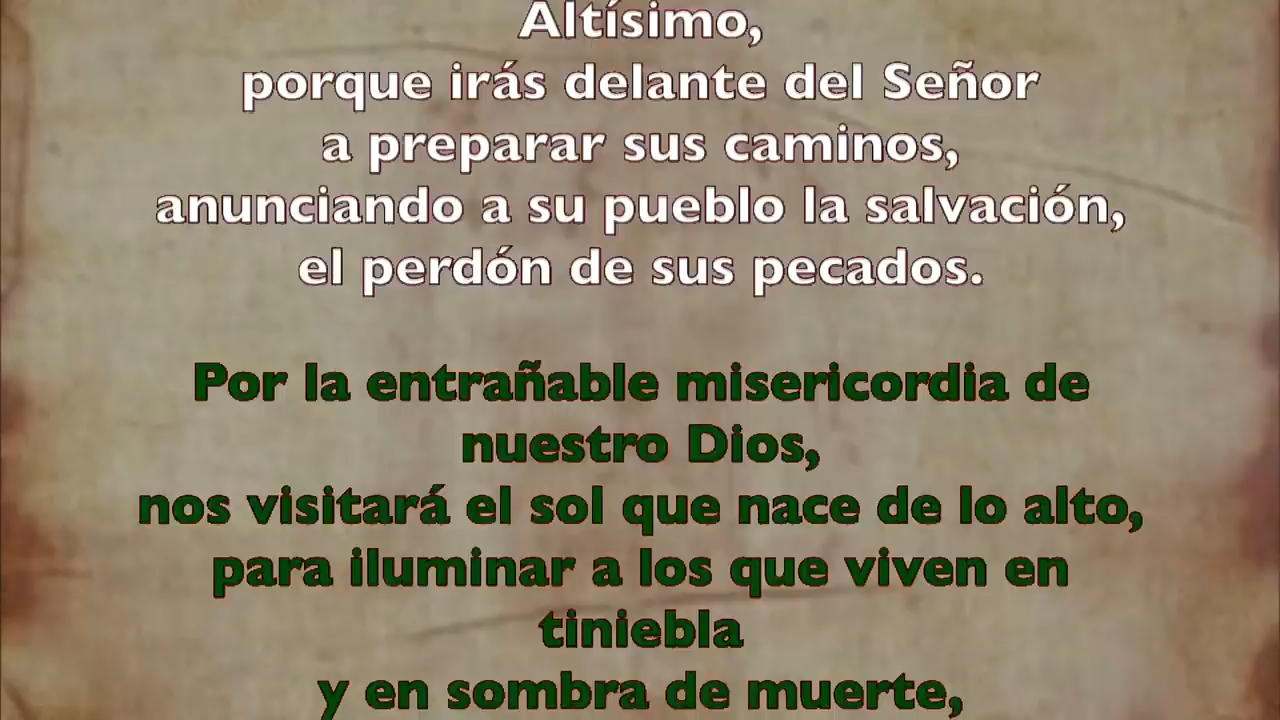 Altísimo,
porque irás delante del Señor
a preparar sus caminos,
anunciando a su pueblo la salvación,
el perdón de sus pecados.
Por la entrañable misericordia de
nuestro Dios,
nos visitará el sol que nace de lo alto,
para iluminar a los que viven en
tiniebla
y en sombra de muerte,